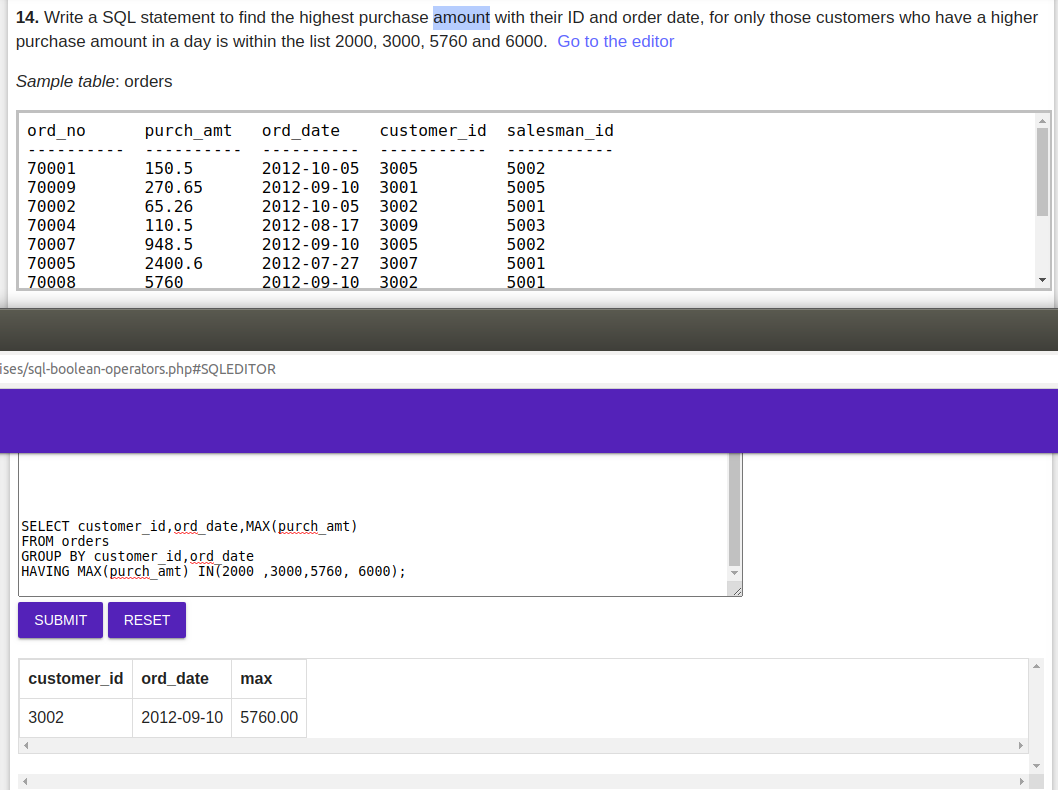 14. Write a SQL statement to find the highest purchase amount with their ID and order date, for only those customers who have a higher
purchase amount in a day is within the list 2000, 3000, 5760 and 6000. Go to the editor
Sample table: orders
ord_no purch_amt ord_date customer_id salesman_id
---------- ---------- ---------- ----------- -----------
70001 150.5 2012-10-05 3005 5002
70009 270.65 2012-09-10 3001 5005
70002 65.26 2012-10-05 3002 5001
70004 110.5 2012-08-17 3009 5003
70007 948.5 2012-09-10 3005 5002
70005 2400.6 2012-07-27 3007 5001
70008 5760 2012-09-10 3002 5001
ises/sql-boolean-operators.php#SQLEDITOR
SELECT customer_id,ord_date,MAX(purch_amt)
FROM orders
GROUP BY customer_id,ord_date
HAVING MAX(purch_amt) IN(2000 ,3000,5760, 6000);
SUBMIT RESET
customer_id ord_date max
3002 2012-09-10 5760.00